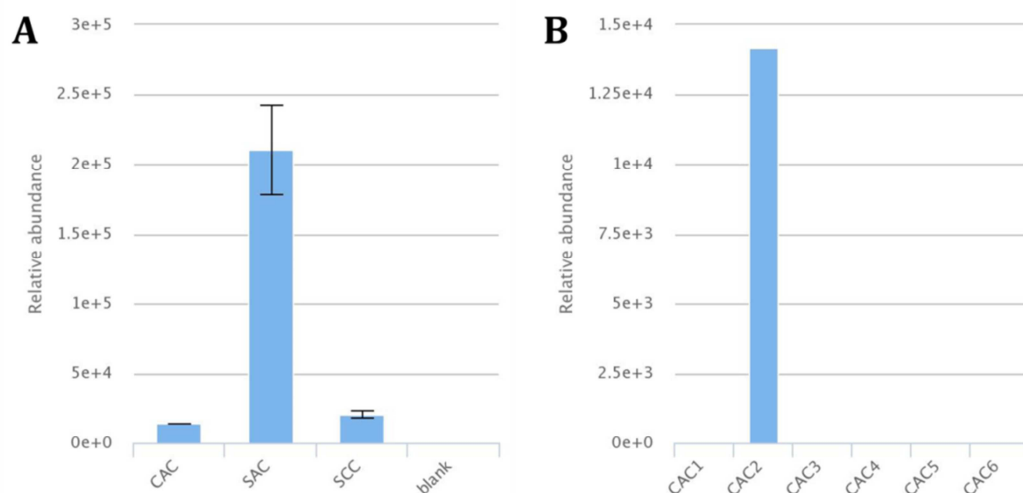 A
Relative abundance
3e+5
2.5e+5
2e+5
1.5e+5
1e+5
5e+4
0e+0
CAC
SAC
SCC
blank
B
Relative abundance
1.5e+4
1.25e+4
1e+4
7.5e+3
5e+3
2.5e+3
0e+0
CAC1
CAC2
CAC3
CAC4
CAC5
CAC6